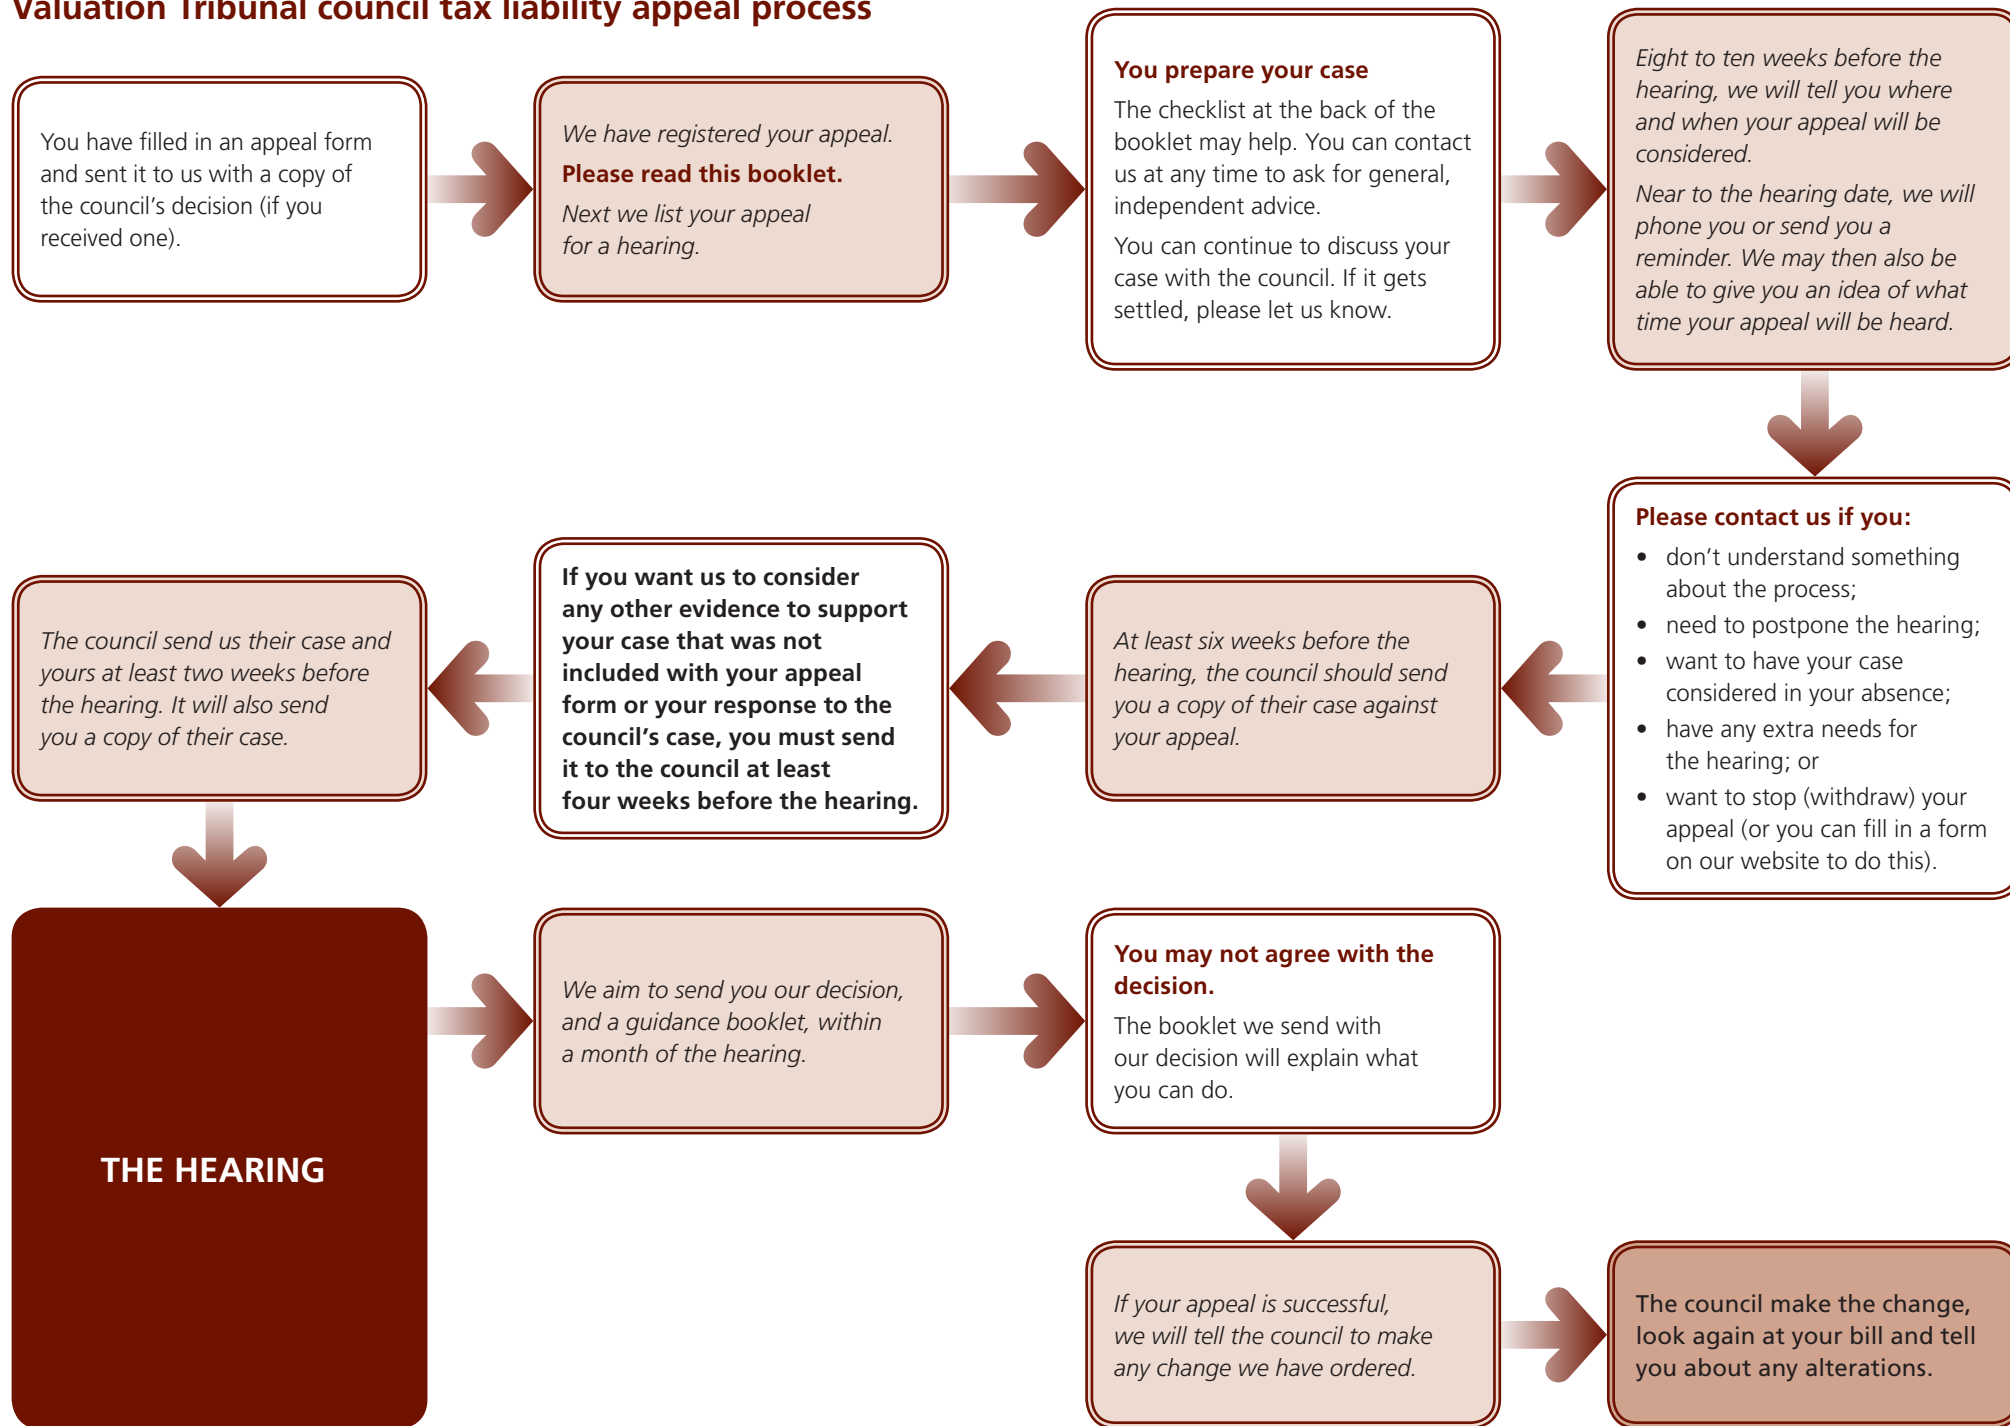 Valuation Tribunal council tax liability appeal process
You have filled in an appeal form
and sent it to us with a copy of
the council's decision (if you
received one).
We have registered your appeal.
Please read this booklet.
Next we list your appeal
for a hearing.
You prepare your case
The checklist at the back of the
booklet may help. You can contact
us at any time to ask for general,
independent advice.
You can continue to discuss your
case with the council. If it gets
settled, please let us know.
Eight to ten weeks before the
hearing, we will tell you where
and when your appeal will be
considered.
Near to the hearing date, we will
phone you or send you a
reminder. We may then also be
able to give you an idea of what
time your appeal will be heard.
Please contact us if you:
• don't understand something
about the process;
• need to postpone the hearing;
• want to have your case
considered in your absence;
• have any extra needs for
the hearing; or
• want to stop (withdraw) your
appeal (or you can fill in a form
on our website to do this).
At least six weeks before the
hearing, the council should send
you a copy of their case against
your appeal.
If you want us to consider
any other evidence to support
your case that was not
included with your appeal
form or your response to the
council's case, you must send
it to the council at least
four weeks before the hearing.
The council send us their case and
yours at least two weeks before
the hearing. It will also send
you a copy of their case.
THE HEARING
We aim to send you our decision,
and a guidance booklet, within
a month of the hearing.
You may not agree with the
decision.
The booklet we send with
our decision will explain what
you can do.
If your appeal is successful,
we will tell the council to make
any change we have ordered.
The council make the change,
look again at your bill and tell
you about any alterations.